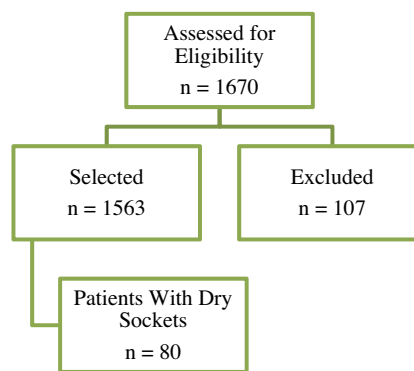 Assessed for
Eligibility
n = 1670
Selected
n = 1563
Excluded
n = 107
Patients With Dry
Sockets
n = 80